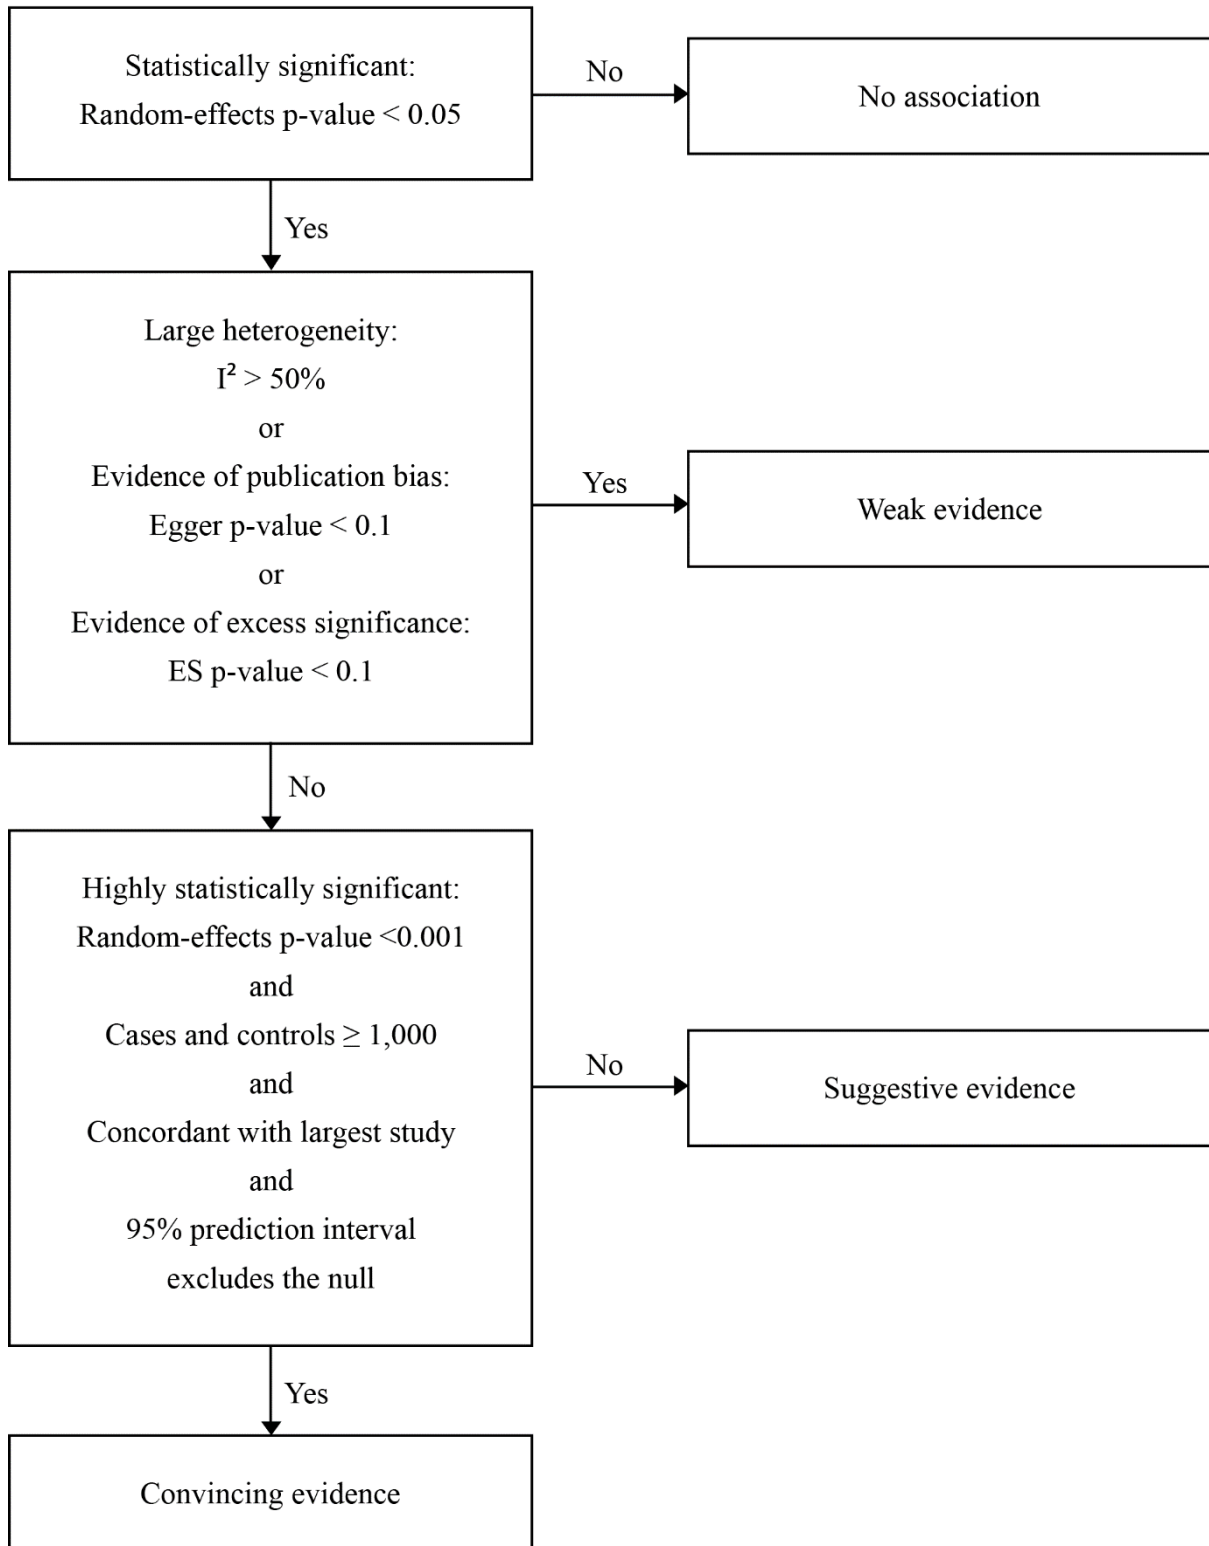 Statistically significant:
Random-effects p-value < 0.05
No
No association
Yes
Large heterogeneity:
I² > 50%
or
Evidence of publication bias:
Egger p-value < 0.1
or
Evidence of excess significance:
ES p-value < 0.1
Yes
Weak evidence
No
Highly statistically significant:
Random-effects p-value <0.001
and
Cases and controls ≥ 1,000
and
Concordant with largest study
and
95% prediction interval
excludes the null
No
Suggestive evidence
Yes
Convincing evidence